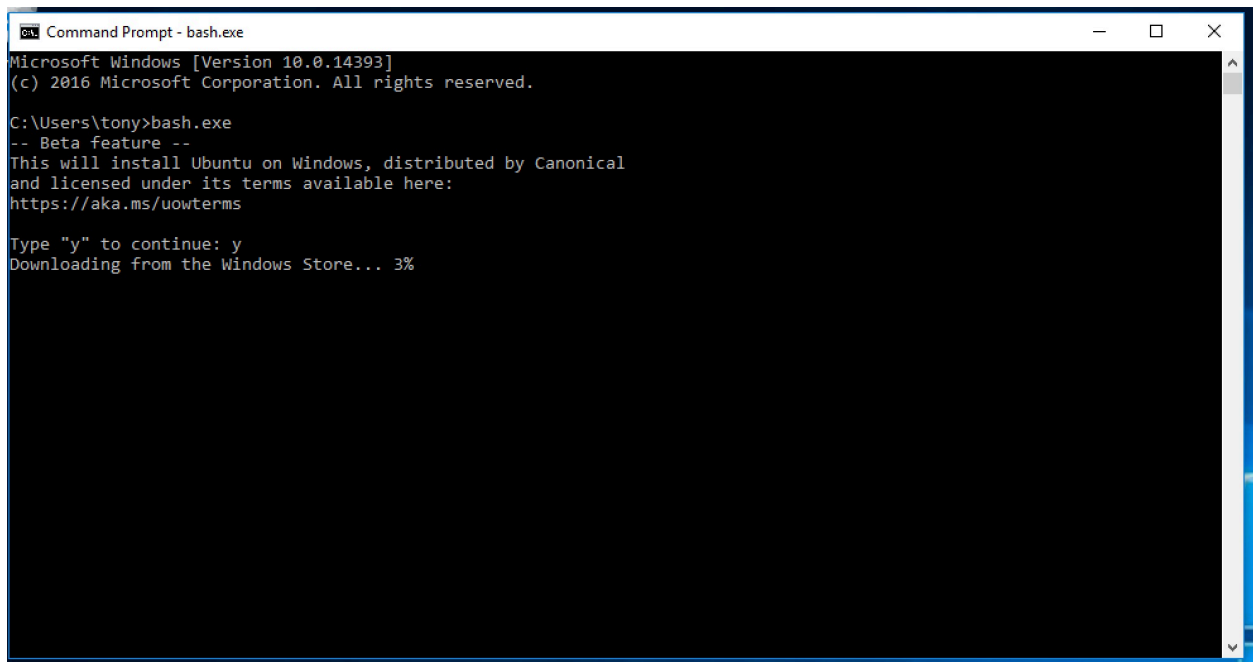 Command Prompt - bash.exe
Microsoft Windows [Version 10.0.14393]
(c) 2016 Microsoft Corporation. All rights reserved.
C:\Users\tony>bash.exe
-- Beta feature --
This will install Ubuntu on Windows, distributed by Canonical
and licensed under its terms available here:
https://aka.ms/uowterms
Type "y" to continue: y
Downloading from the Windows Store... 3%